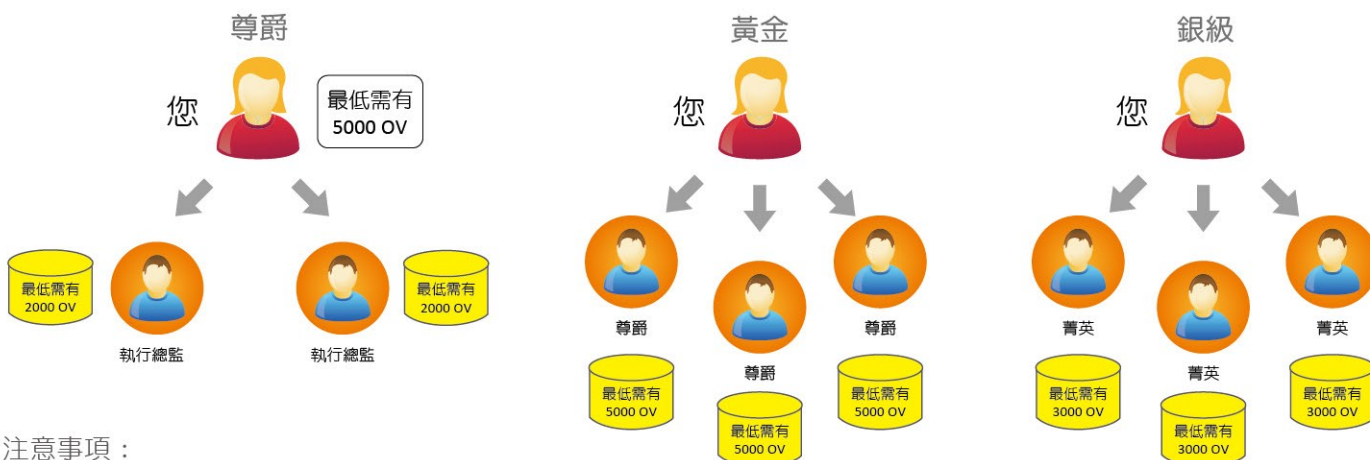 尊爵
您
最低需有
5000 OV
最低需有
2000 OV
執行總監
執行總監
最低需有
2000 OV
黃金
您
尊爵
尊爵
尊爵
最低需有
5000 OV
最低需有
5000 OV
最低需有
5000 OV
銀級
您
菁英
菁英
菁英
最低需有
3000 OV
最低需有
3000 OV
最低需有
3000 OV
注意事項：